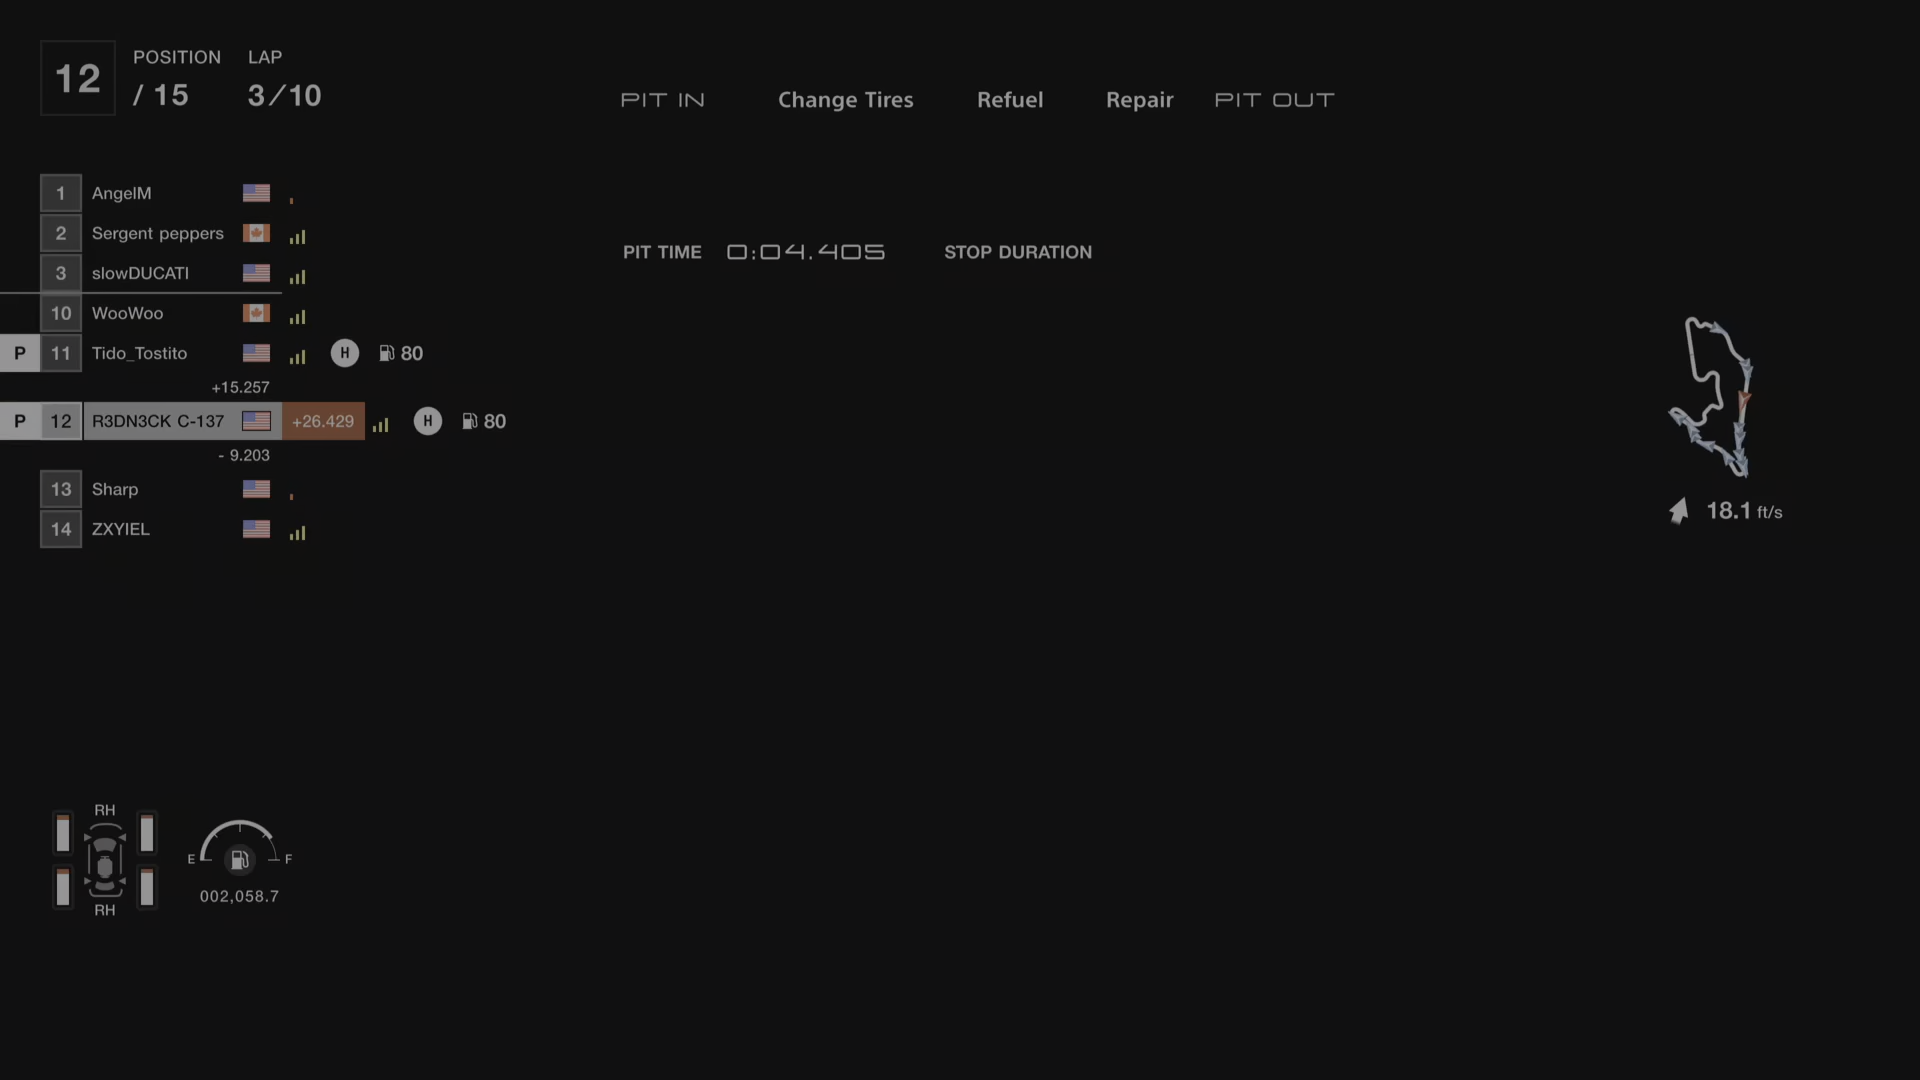 12 POSITION / 15 LAP 3/10
PIT IN Change Tires Refuel Repair PIT OUT
PIT TIME 0:04.405 STOP DURATION
1 AngelM
2 Sergent peppers
3 slowDUCATI
10 WooWoo
P 11 Tido_Tostito H 80
+15.257
P 12 R3DN3CK C-137 +26.429 H 80
- 9.203
13 Sharp
14 ZXYIEL
18.1 ft/s
RH
E F
002,058.7
RH